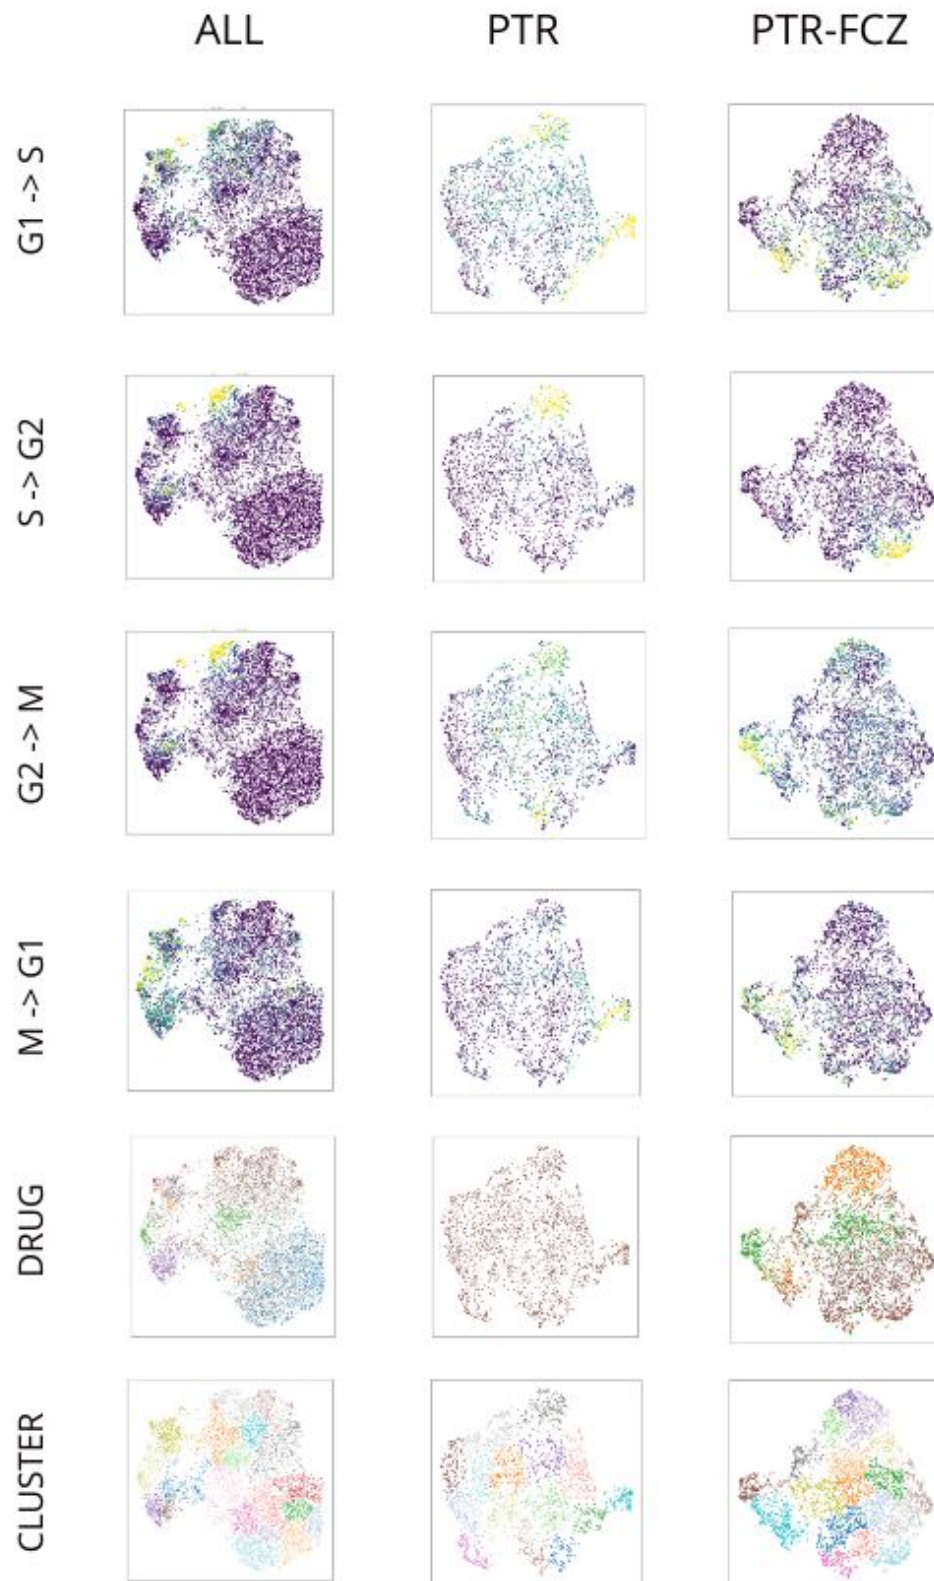 ALL PTR PTR-FCZ
G1 -> S
S -> G2
G2 -> M
M -> G1
DRUG
CLUSTER